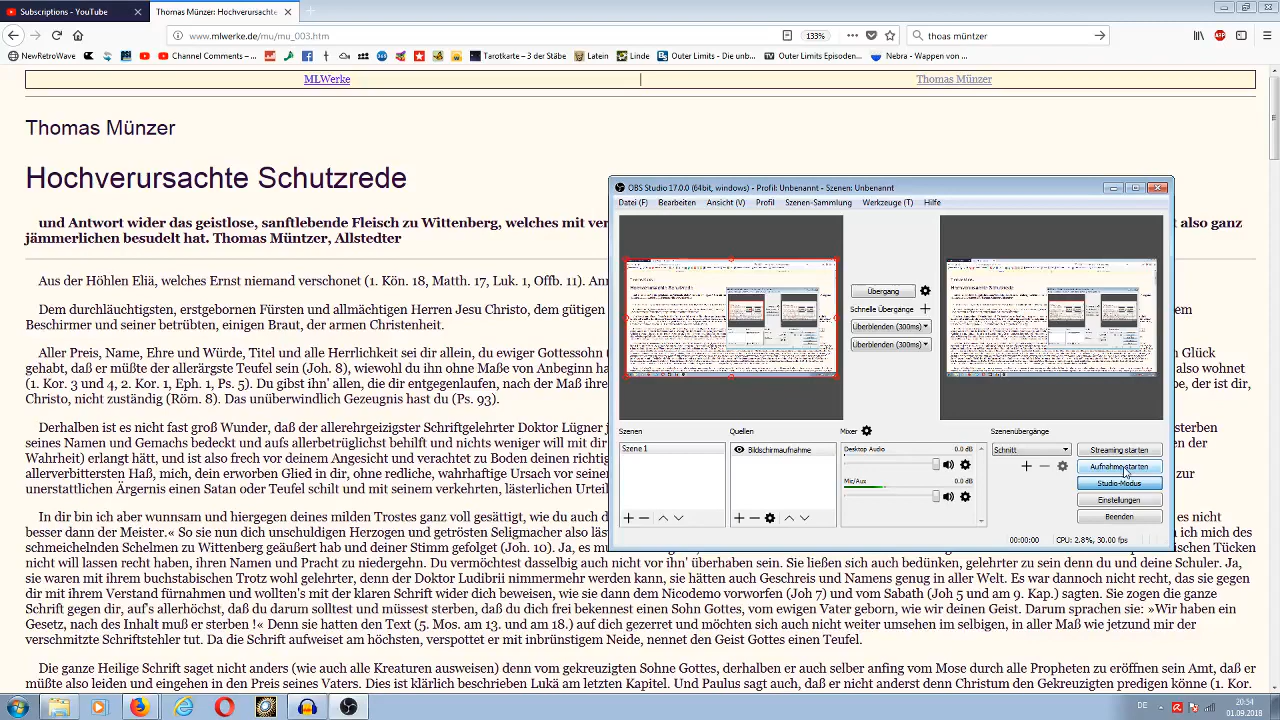 Subscriptions - YouTube
Thomas Münzer: Hochverursachte
www.mlwerke.de/mu/mu_003.htm
133%
thoas müntzer
NewRetroWave
Channel Comments – ...
Tarotkarte – 3 der Stäbe
Latein
Linde
Outer Limits - Die unb...
Outer Limits Episoden...
Nebra - Wappen von ...
MLWerke
Thomas Münzer
Thomas Münzer
Hochverursachte Schutzrede
und Antwort wider das geistlose, sanftlebende Fleisch zu Wittenberg, welches mit
also ganz
jämmerlichen besudelt hat. Thomas Müntzer, Allstedter
Aus der Höhlen Eliä, welches Ernst niemand verschonet (1. Kön. 18, Matth. 17, Luk. 1, Offb. 11).
Dem durchläuchtigsten, erstgebornen Fürsten und allmächtigen Herren Jesu Christo, dem gütigen
em
Beschirmer und seiner betrübten, einigen Braut, der armen Christenheit.
Aller Preis, Name, Ehre und Würde, Titel und alle Herrlichkeit sei dir allein, du ewiger Gottessohn
Glück
gehabt, daß er müßte der allerärgste Teufel sein (Joh. 8), wiewohl du ihn ohne Maße von Anbeginn
also wohnet
(1. Kor. 3 und 4, 2. Kor. 1, Eph. 1, Ps. 5). Du gibst ihn' allen, die dir entgegenlaufen, nach der Maß
be, der ist dir,
Christo, nicht zuständig (Röm. 8). Das unüberwindlich Gezeugnis hast du (Ps. 93).
Derhalben ist es nicht fast groß Wunder, daß der allerehrgeizigster Schriftgelehrter Doktor Lügner
seines Namen und Gemachs bedeckt und aufs allerbetrüglichst behilft und nichts weniger will mit
der
Wahrheit) erlangt hätt, und ist also frech vor deinem Angesicht und verachtet zu Boden deinen
allerverbittersten Haß, mich, dein erworben Glied in dir, ohne redliche, wahrhaftige Ursach vor
unerstattlichen Ärgernis einen Satan oder Teufel schilt und mit seinem verkehrten, lästerlichen
In dir bin ich aber wunnsam und hiergegen deines milden Trostes ganz voll gesättigt, wie du auch
es nicht
besser dann der Meister.« So sie nun dich unschuldigen Herzogen und getrösten Seligmacher also
schmeichelnden Schelmen zu Wittenberg geäußert hab und deiner Stimm gefolget (Joh. 10). Ja, es
Tücken
nicht will lassen recht haben, ihren Namen und Pracht zu niedergehn. Du vermöchtest dasselbig auch nicht vor ihn' überhaben sein. Sie ließen sich auch bedünken, gelehrter zu sein denn du und deine Schuler. Ja,
sie waren mit ihrem buchstabischen Trotz wohl gelehrter, denn der Doktor Ludibrii nimmermehr werden kann, sie hätten auch Geschreis und Namens genug in aller Welt. Es war dannoch nicht recht, das sie gegen
dir mit ihrem Verstand fürnahmen und wollten's mit der klaren Schrift wider dich beweisen, wie sie dann dem Nicodemo vorworfen (Joh 7) und vom Sabbath (Joh 5 und am 9. Kap.) sagten. Sie zogen die ganze
Schrift gegen dir, auf's allerhöchst, daß du darum solltest und müssest sterben, daß du dich frei bekennest einen Sohn Gottes, vom ewigen Vater geborn, wie wir deinen Geist. Darum sprachen sie: »Wir haben ein
Gesetz, nach des Inhalt muß er sterben !« Denn sie hatten den Text (5. Mos. am 13. und am 18.) auf dich gezerret und möchten sich auch nicht weiter umsehen im selbigen, in aller Maß wie jetzund mir der
verschmitzte Schriftstehler tut. Da die Schrift aufweiset am höchsten, verspottet er mit inbrünstigem Neide, nennet den Geist Gottes einen Teufel.
Die ganze Heilige Schrift saget nicht anders (wie auch alle Kreaturen ausweisen) denn vom gekreuzigten Sohne Gottes, derhalben er auch selber anfing vom Mose durch alle Propheten zu eröffnen sein Amt, daß er
müßte also leiden und eingehen in den Preis seines Vaters. Dies ist klärlich beschrieben Lukä am letzten Kapitel. Und Paulus sagt auch, daß er nicht anderst denn Christum den Gekreuzigten predigen könne (1. Kor.
OBS Studio 17.0.0 (64bit, windows) - Profil: Unbenannt - Szenen: Unbenannt
Datei (F)
Bearbeiten
Ansicht (V)
Profil
Szenen-Sammlung
Werkzeuge (T)
Hilfe
Übergang
Schnelle Übergänge
Überblenden (300ms)
Überblenden (300ms)
Szenen
Quellen
Mixer
Szenenübergänge
Szene 1
Bildschirmaufnahme
Desktop Audio
0.0 dB
Mic/Aux
0.0 dB
Schnitt
Streaming starten
Aufnahme starten
Studio-Modus
Einstellungen
Beenden
00:00:00
CPU: 2.8%, 30.00 fps
DE
20:54
01.09.2018